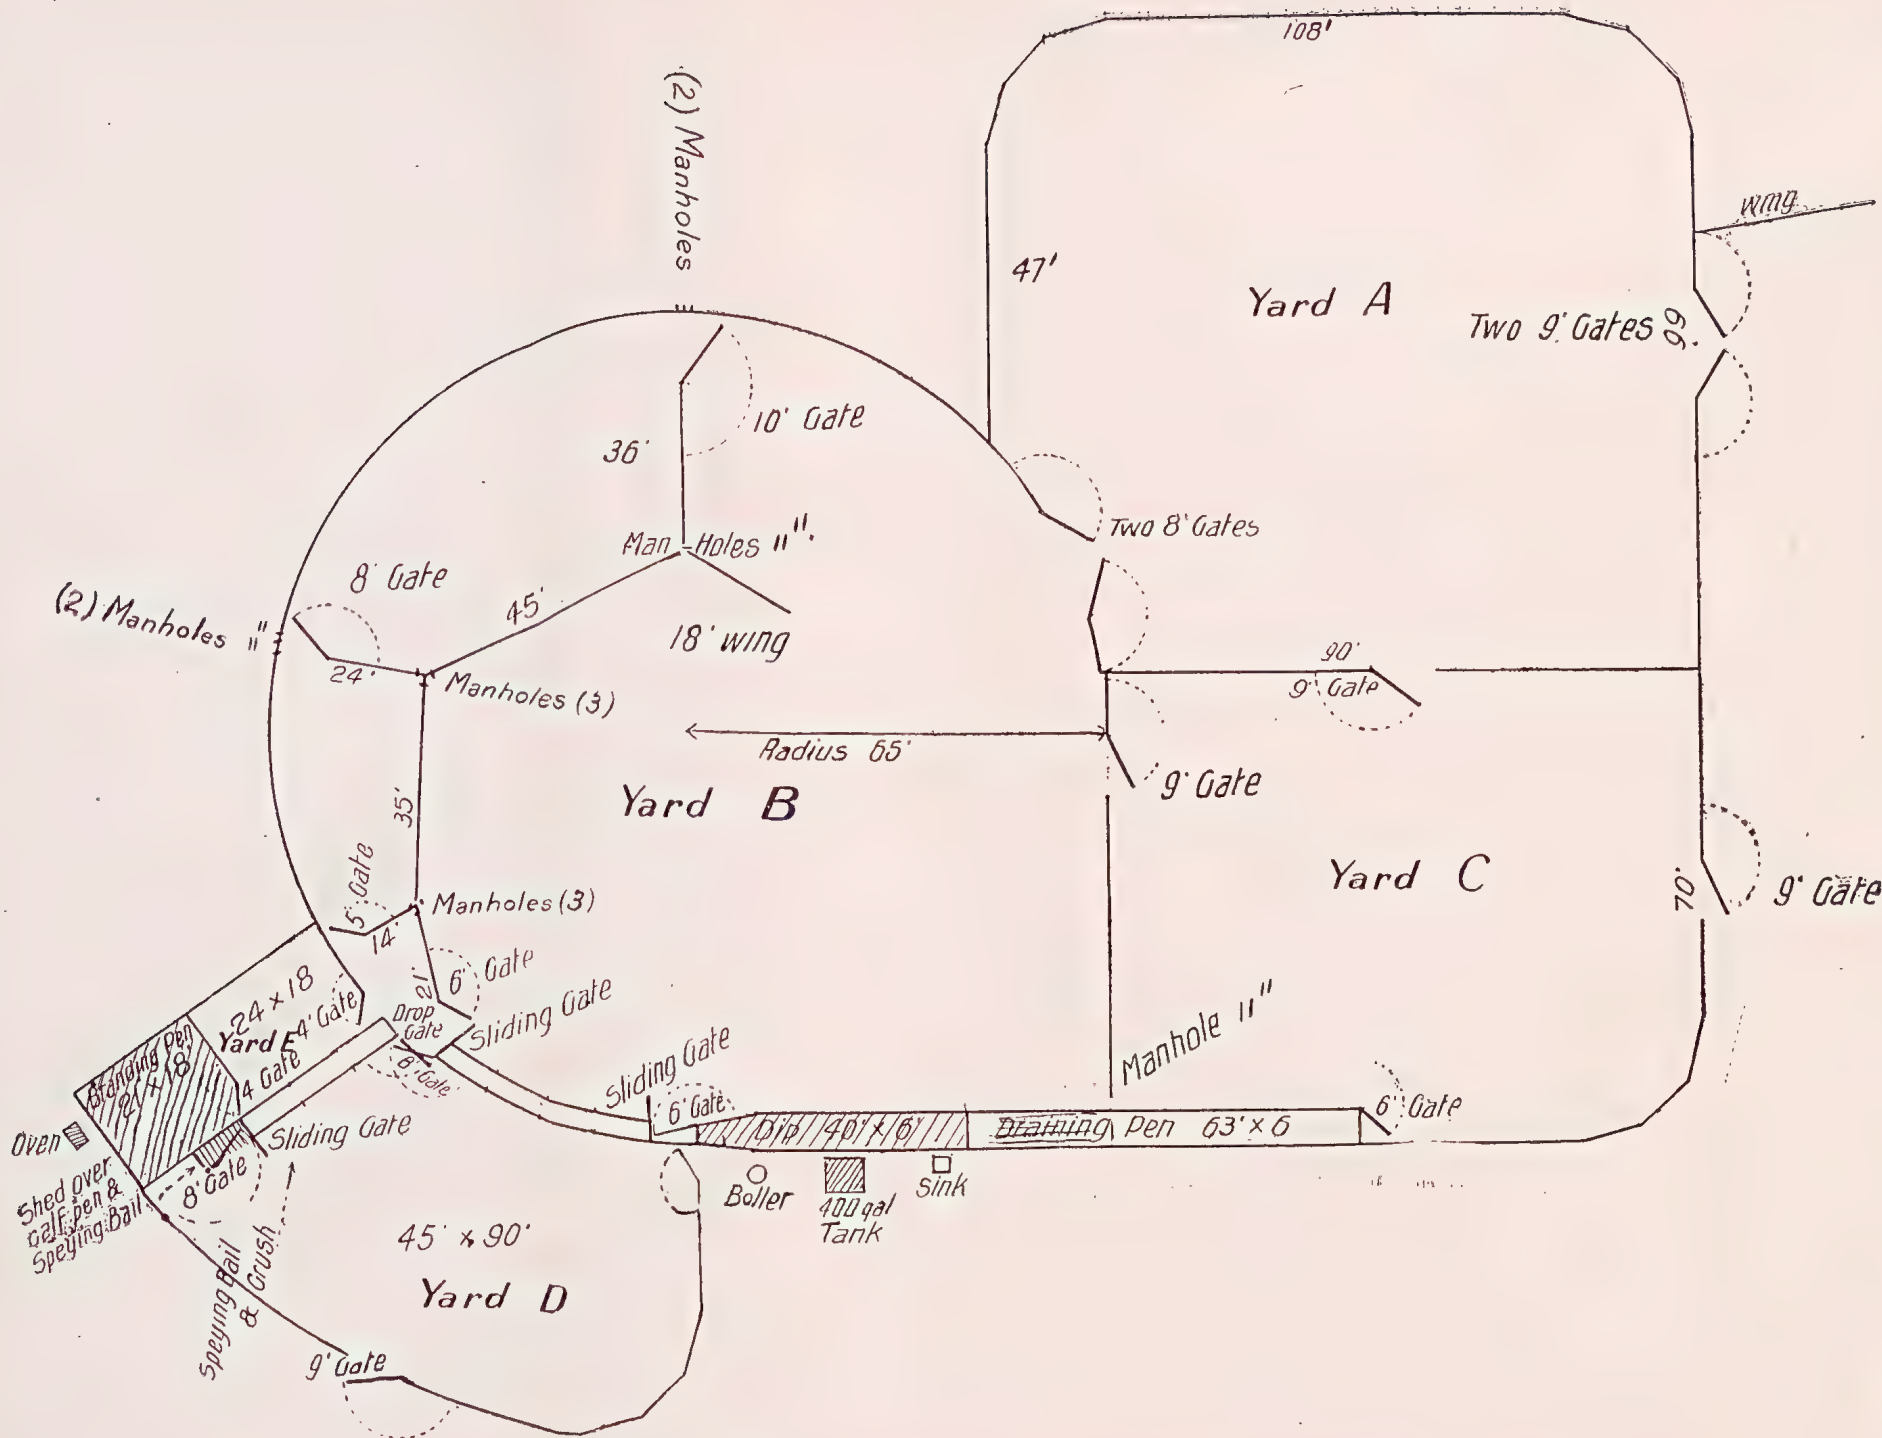 108'
(2) Manholes
Wing
47'
Yard A
Two 9' Gates
66'
10' Gate
36'
Two 8' Gates
Man-Holes "".
8' Gate
(2) Manholes ""
45'
18' wing
24'
Manholes (3)
90'
9' Gate
Radius 65'
9' Gate
35'
Yard B
Yard C
70'
9' Gate
5' Gate
Manholes (3)
14'
21'
6' Gate
Sliding Gate
24 x 18
Yard E
4' Gate
Drop
Gate
8' Gate
4 Gate
Branding Pen
21 x 18'
Sliding Gate
Manhole 11"
6' Gate
Dip 40' x 6'
Draining Pen 63' x 6
6' Gate
Oven
Sliding Gate
Shed Over
calf pen &
Speying Bail
8' Gate
Boiler
400 gal
Tank
Sink
Speying Bail
& Crush
45' x 90'
Yard D
9' Gate